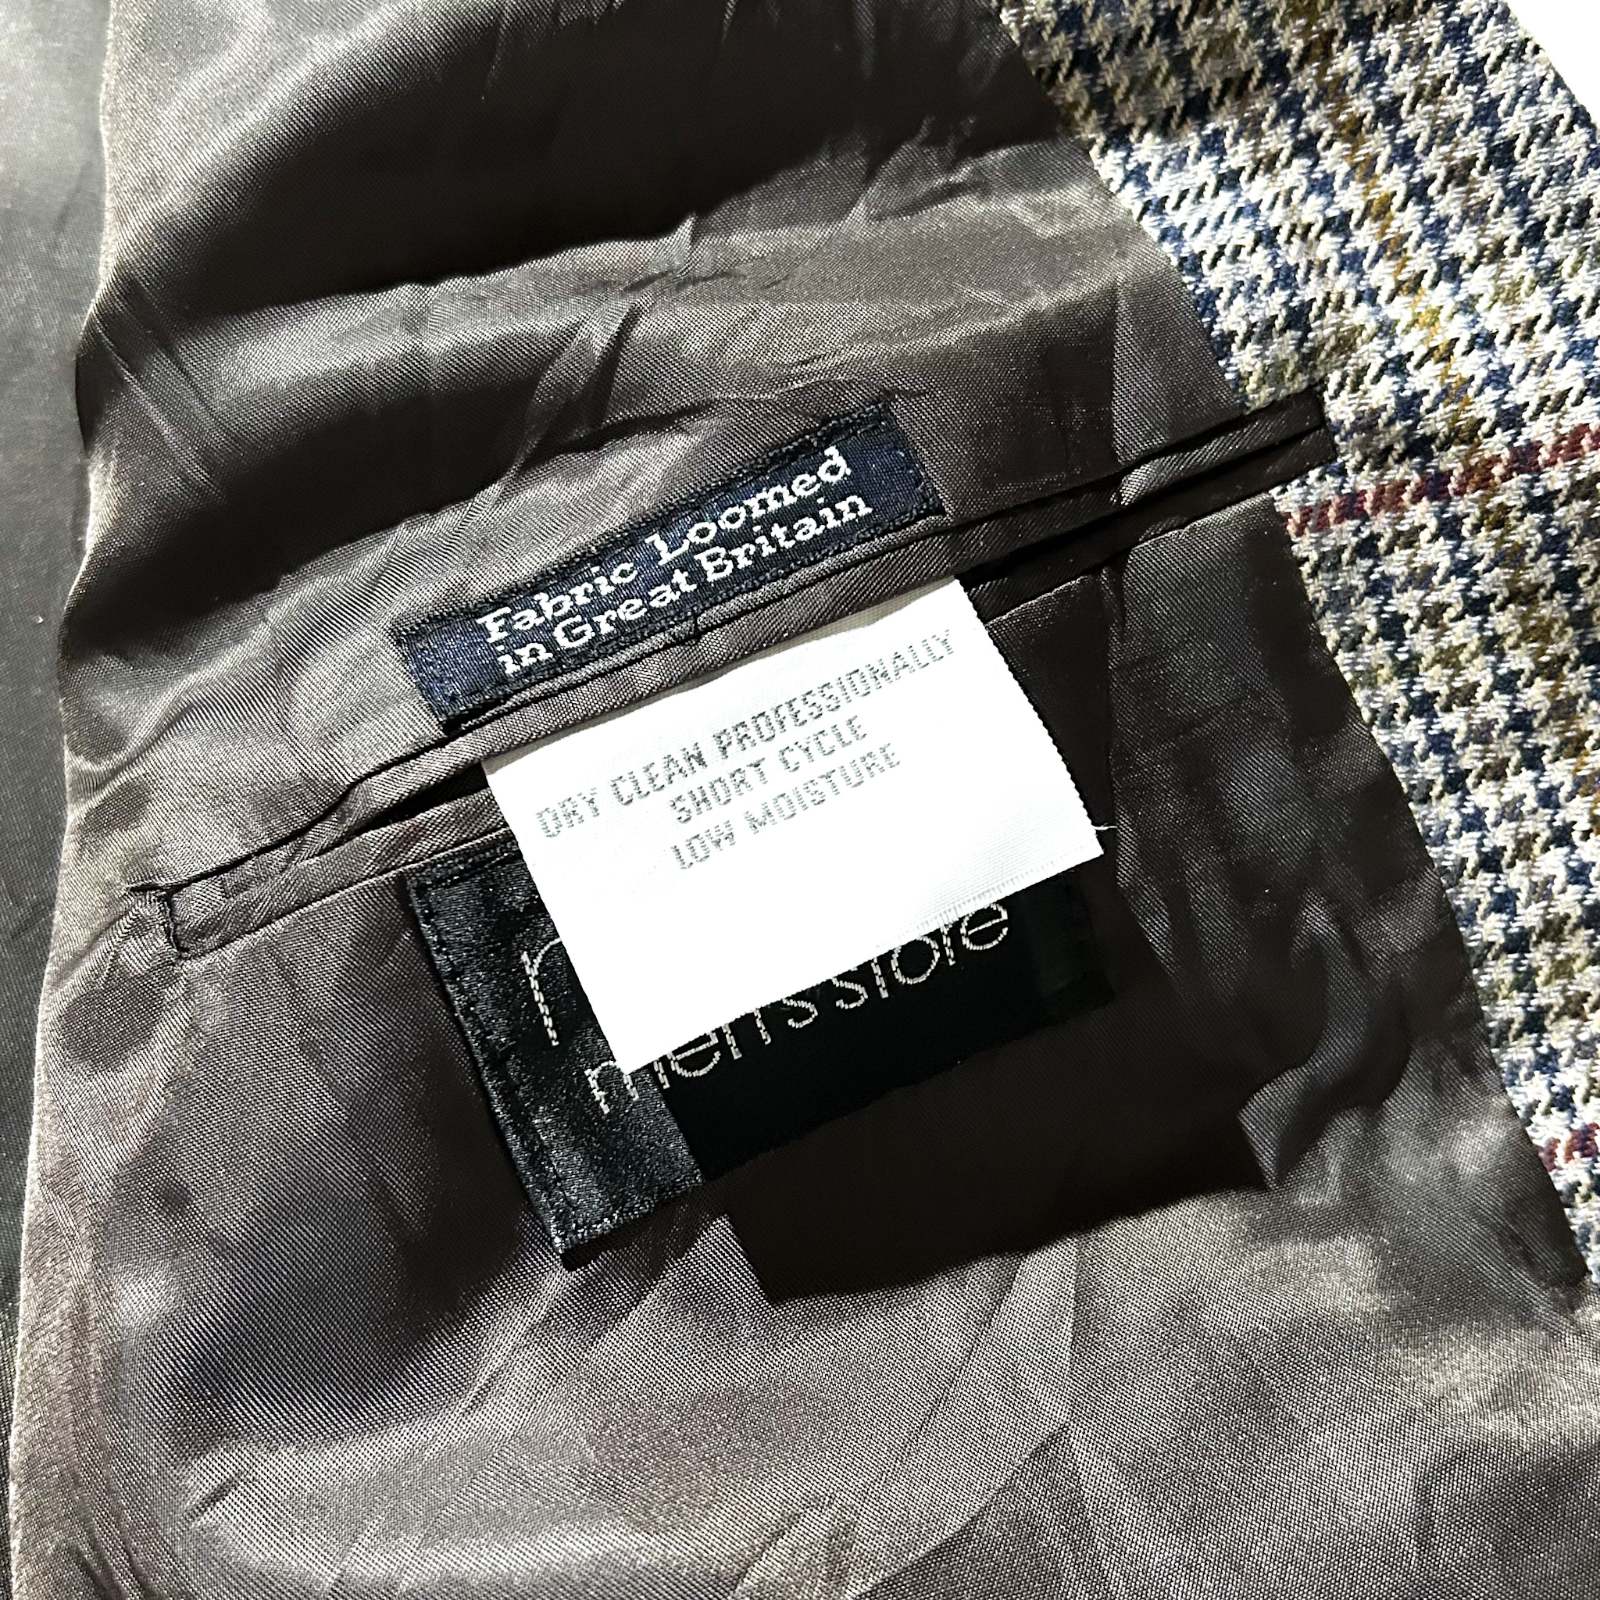 Fabric Loomed
in Great Britain
DRY CLEAN PROFESSIONALLY
SHORT CYCLE
LOW MOISTURE
men's store